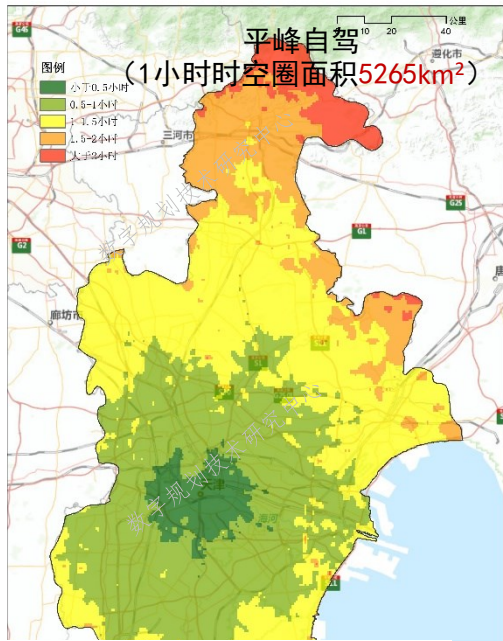 平峰自驾
（1小时时空圈面积5265km²）
公里
0
10
20
40
G46
遵化市
图例
小于0.5小时
0.5-1小时
1-1.5小时
1.5-2小时
大于2小时
三河市
G25
G1
G2
廊坊市
唐
数字规划技术研究中心
数字规划技术研究中心